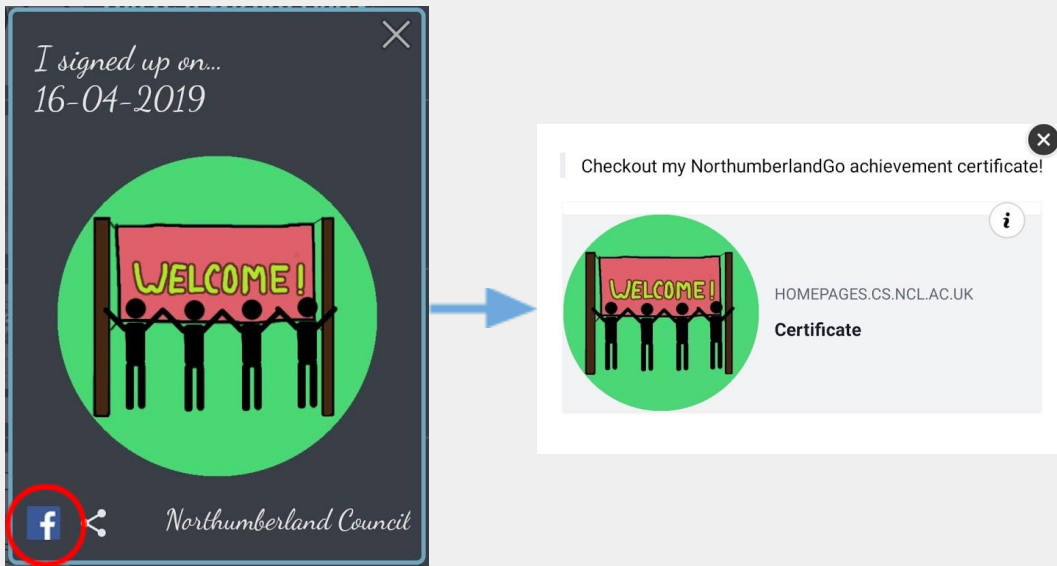 I signed up on...
16-04-2019
WELCOME!
f
Northumberland Council
Checkout my NorthumberlandGo achievement certificate!
i
WELCOME!
HOMEPAGES.CS.NCL.AC.UK
Certificate